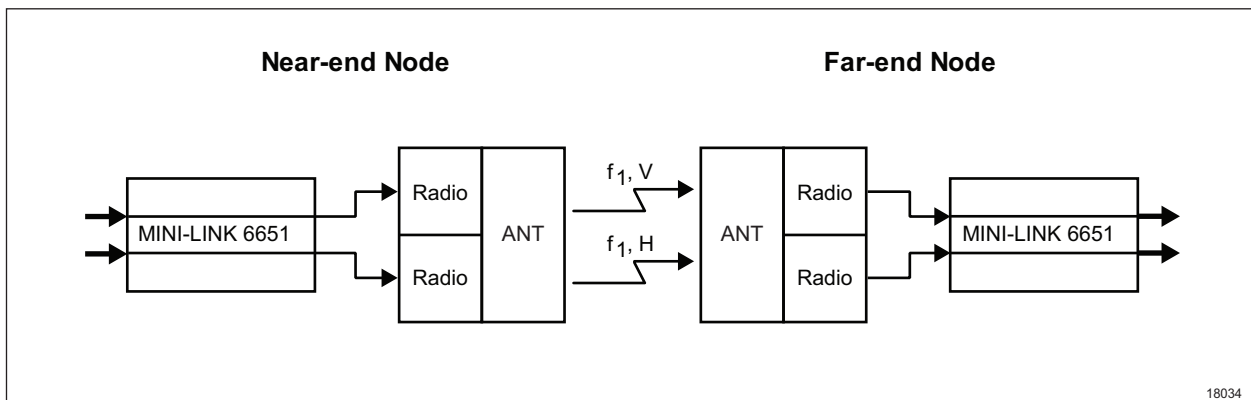 Near-end Node
Far-end Node
f1, V
Radio
Radio
MINI-LINK 6651
ANT
ANT
MINI-LINK 6651
f1, H
Radio
Radio
18034